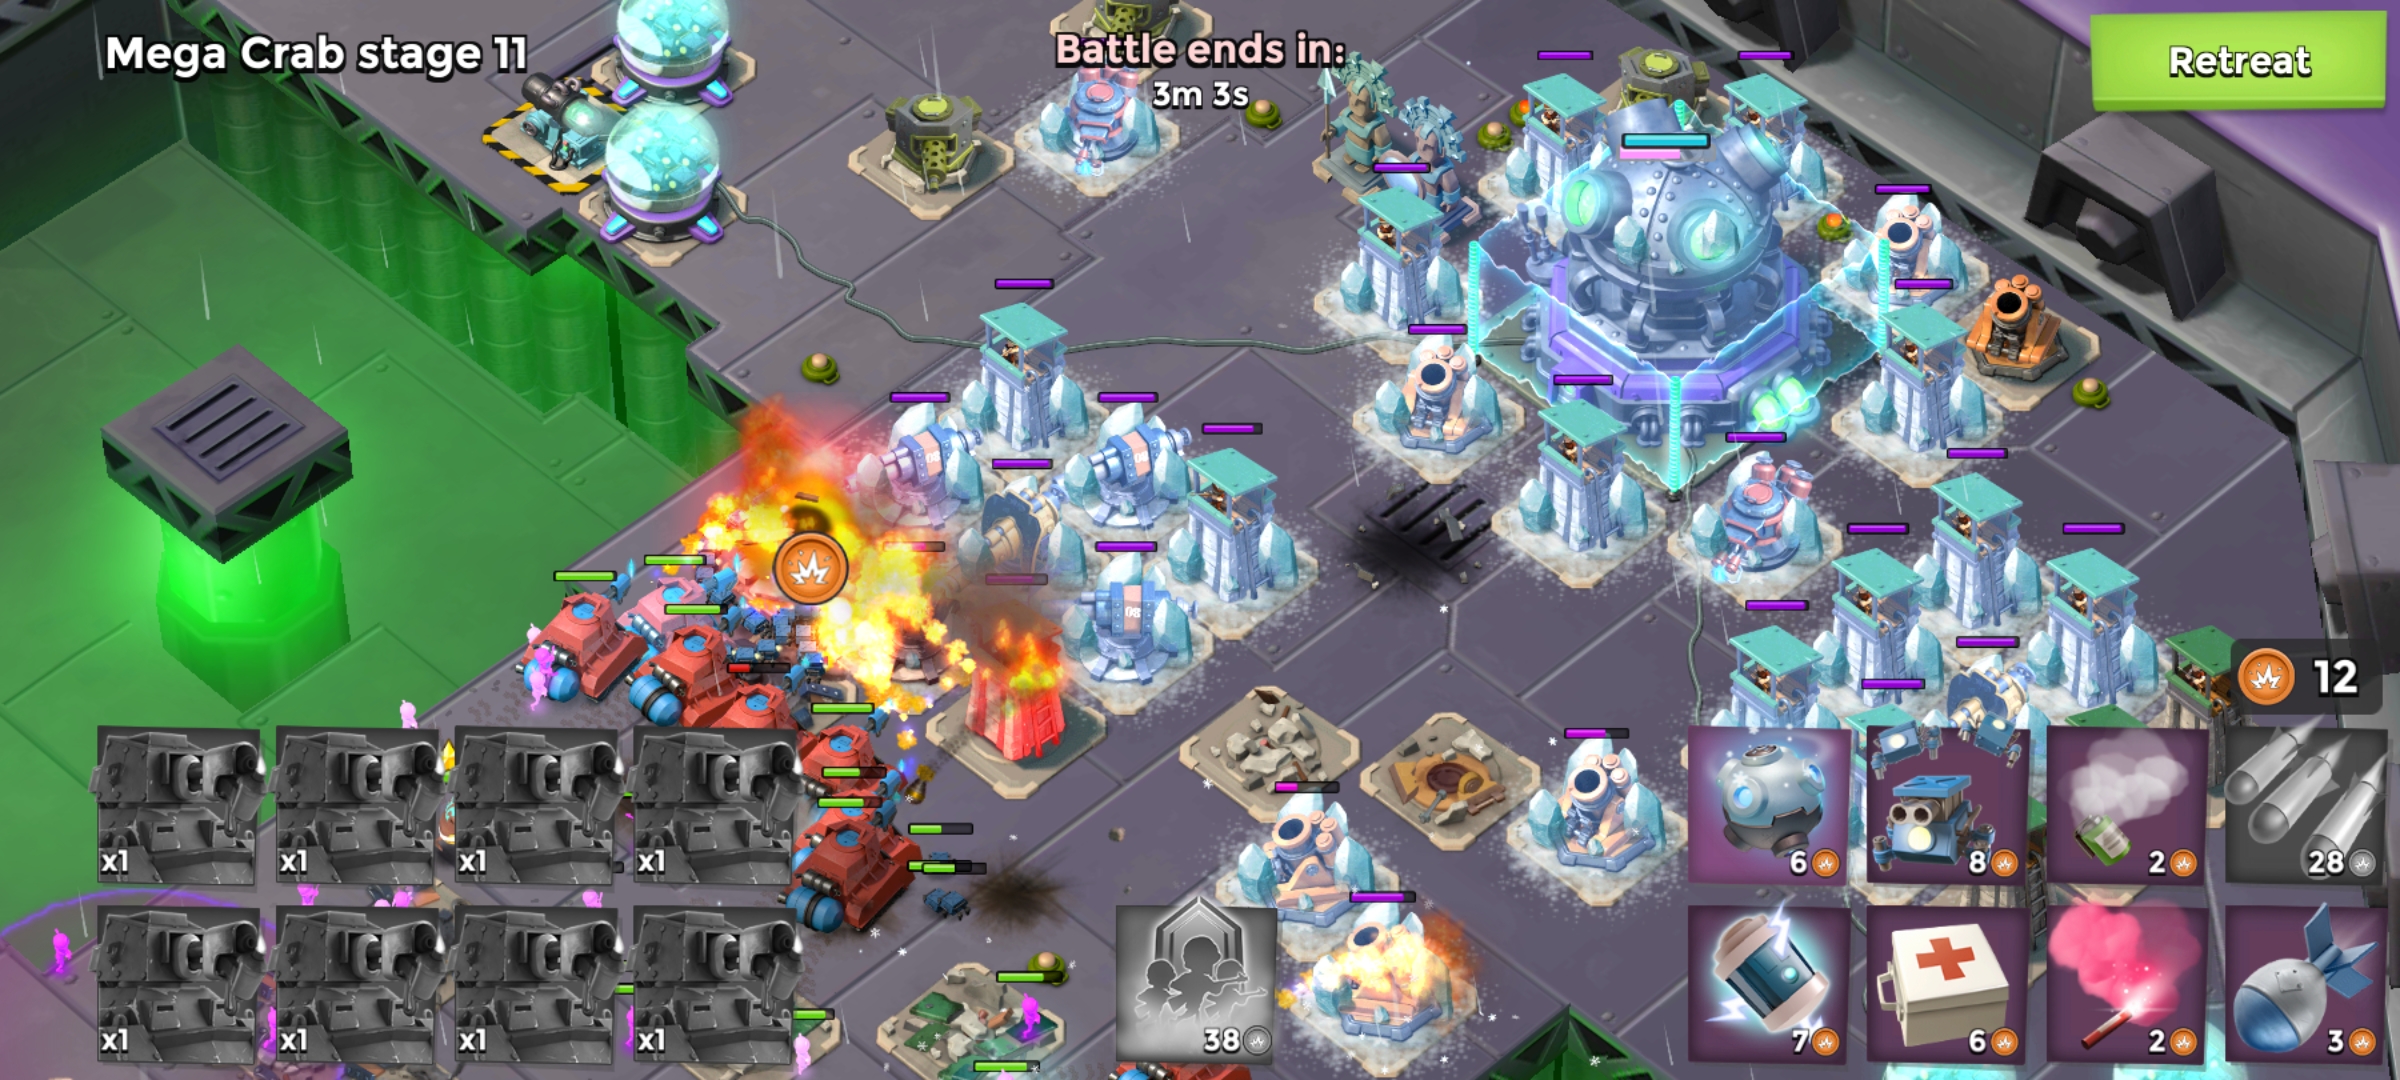 Mega Crab stage 11
Battle ends in:
3m 3s
Retreat
12
x1
x1
x1
x1
6
8
2
28
x1
x1
x1
x1
38
7
6
2
3